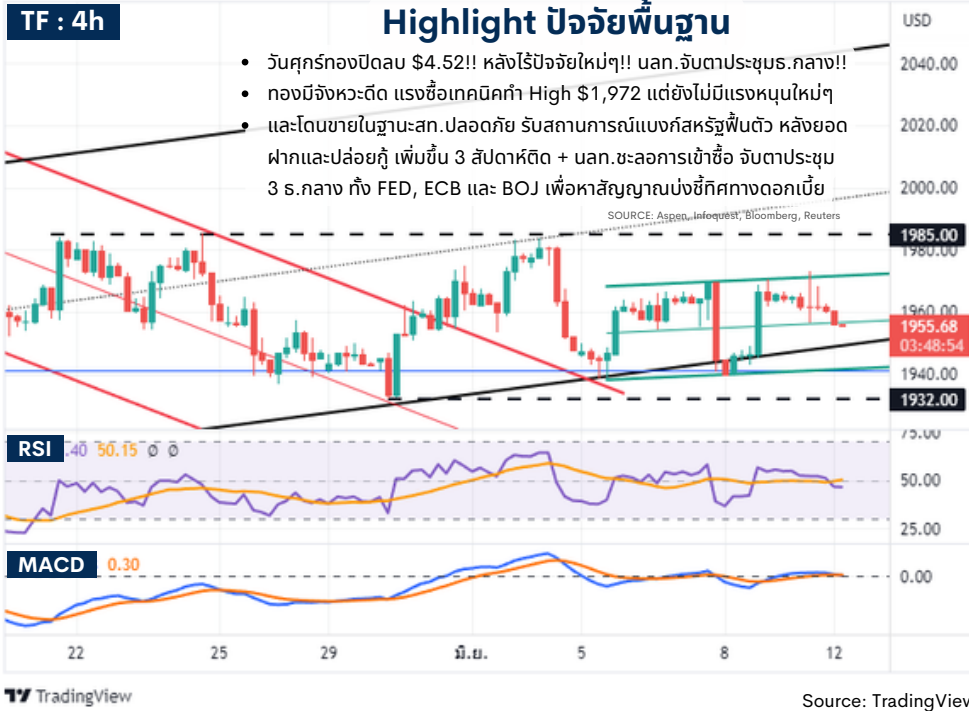 TF : 4h
Highlight ปัจจัยพื้นฐาน
• วันศุกร์ทองปิดลบ $4.52!! หลังไร้ปัจจัยใหม่ๆ!! นลท.จับตาประชุมธ.กลาง!!
• ทองมีจังหวะดีด แรงซื้อเทคนิคทำ High $1,972 แต่ยังไม่มีแรงหนุนใหม่ๆ
• และโดนขายในฐานะสท.ปลอดภัย รับสถานการณ์แบงก์สหรัฐฟื้นตัว หลังยอด
ฝากและปล่อยกู้ เพิ่มขึ้น 3 สัปดาห์ติด + นลท.ชะลอการเข้าซื้อ จับตาประชุม
3 ธ.กลาง ทั้ง FED, ECB และ BOJ เพื่อหาสัญญาณบ่งชี้ทิศทางดอกเบี้ย
SOURCE: Aspen, Infoquest, Bloomberg, Reuters
USD
2040.00
2020.00
2000.00
1985.00
1980.00
1960.00
1955.68
03:48:54
1940.00
1932.00
RSI .40 50.15 Ø Ø
75.00
50.00
25.00
MACD 0.30
0.00
22 25 29 มิ.ย. 5 8 12
TradingView
Source: TradingView